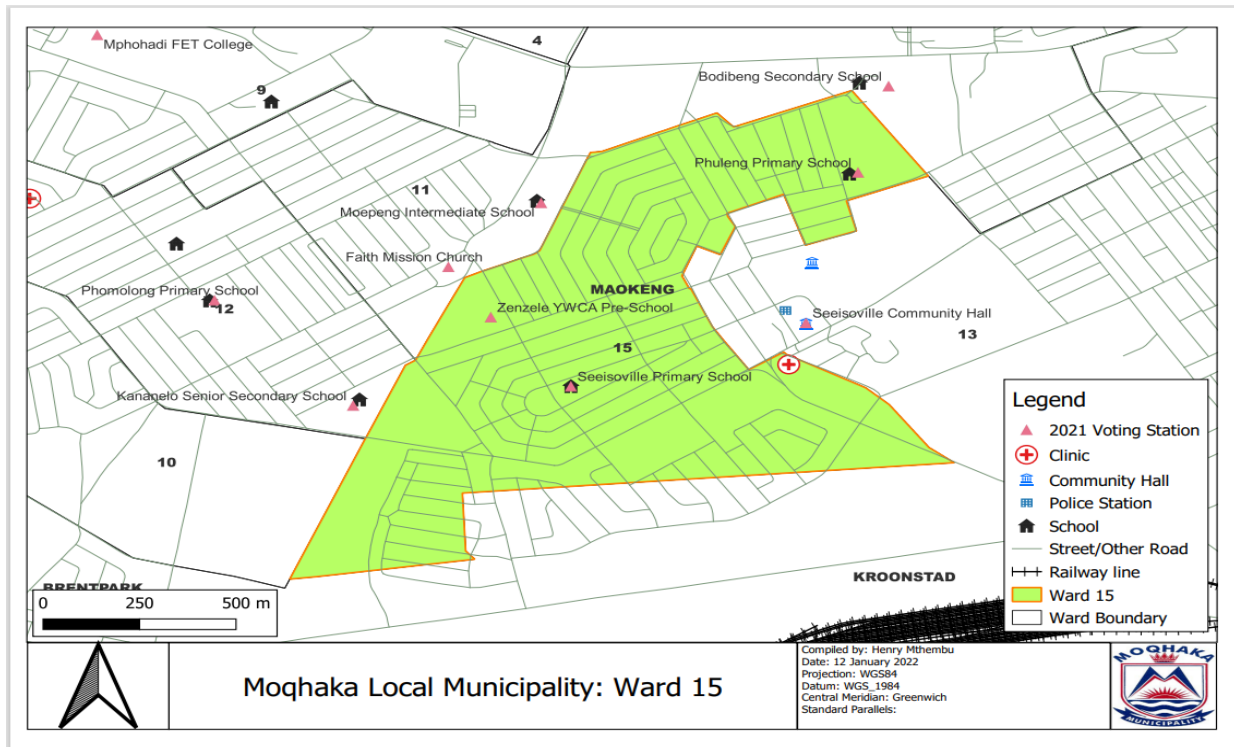 4
Mphohadi FET College
9
Bodibeng Secondary School
Phuleng Primary School
11
Moepeng Intermediate School
Faith Mission Church
MAOKENG
Phomolong Primary School
12
Zenzele YWCA Pre-School
Seeisoville Community Hall
13
15
Seeisoville Primary School
Kananelo Senior Secondary School
10
BRENTPARK
KROONSTAD
0 250 500 m
Legend
2021 Voting Station
Clinic
Community Hall
Police Station
School
Street/Other Road
Railway line
Ward 15
Ward Boundary
Moqhaka Local Municipality: Ward 15
Compiled by: Henry Mthembu
Date: 12 January 2022
Projection: WGS84
Datum: WGS_1984
Central Meridian: Greenwich
Standard Parallels:
MOQHAKA
MUNICIPALITY